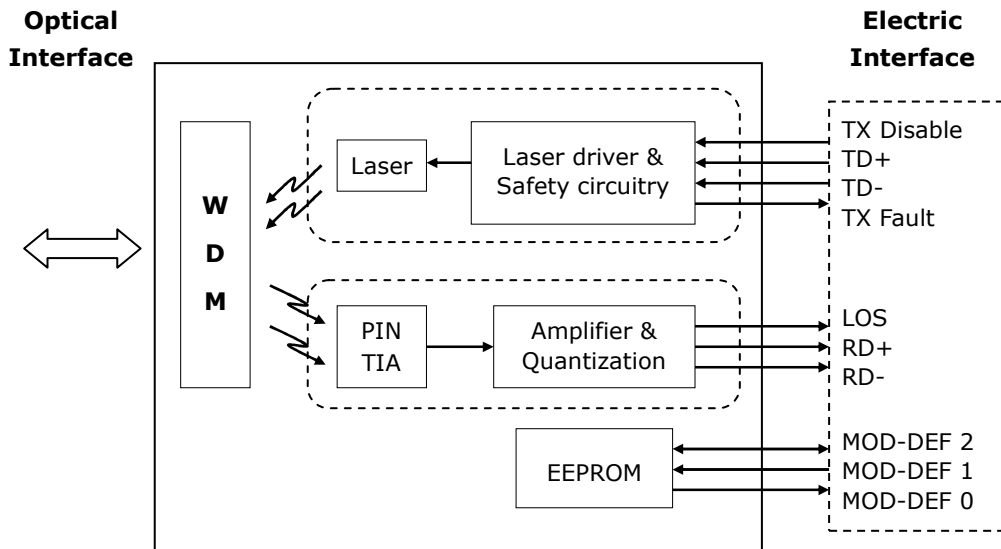 Optical
Interface
Electric
Interface
W
D
M
Laser
Laser driver &
Safety circuitry
TX Disable
TD+
TD-
TX Fault
PIN
TIA
Amplifier &
Quantization
LOS
RD+
RD-
EEPROM
MOD-DEF 2
MOD-DEF 1
MOD-DEF 0